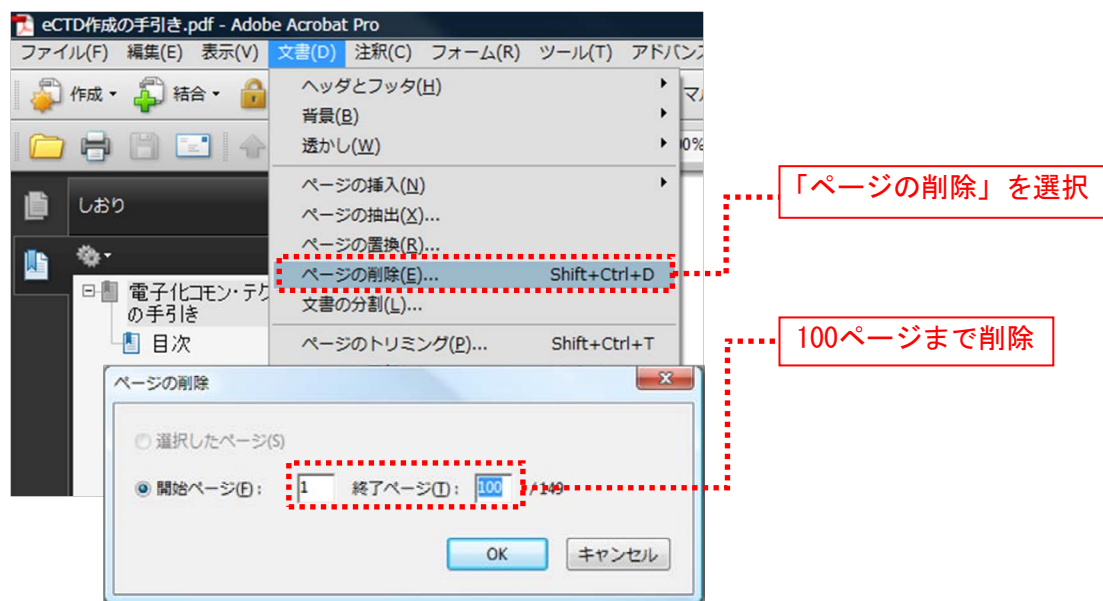 eCTD作成の手引き.pdf - Adobe Acrobat Pro
ファイル(F) 編集(E) 表示(V) 文書(D) 注釈(C) フォーム(R) ツール(T) アドバンス
作成 結合
ヘッダとフッタ(H)
背景(B)
透かし(W)
ページの挿入(N)
ページの抽出(X)...
ページの置換(R)...
ページの削除(E)... Shift+Ctrl+D
文書の分割(L)...
ページのトリミング(P)... Shift+Ctrl+T
しおり
電子化コモン・テク
の手引き
目次
「ページの削除」を選択
100ページまで削除
ページの削除
選択したページ(S)
開始ページ(F): 1 終了ページ(T): 100 /149
OK キャンセル